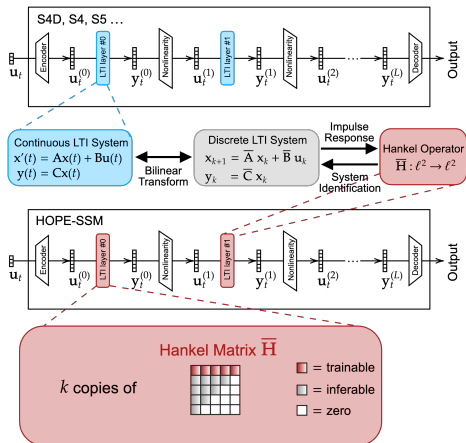 S4D, S4, S5 ...
Encoder LTI layer #0 Nonlinearity LTI layer #1 Nonlinearity Decoder Output
u_t u_t^(0) y_t^(0) u_t^(1) y_t^(1) u_t^(2) ... y_t^(L)
Continuous LTI System
x′(t) = Ax(t) + Bu(t)
y(t) = Cx(t)
Bilinear
Transform
Discrete LTI System
x_{k+1} = A̅ x_k + B̅ u_k
y_k = C̅ x_k
Impulse
Response
System
Identification
Hankel Operator
H̅ : ℓ² → ℓ²
HOPE-SSM
Encoder LTI layer #0 Nonlinearity LTI layer #1 Nonlinearity Decoder Output
u_t u_t^(0) y_t^(0) u_t^(1) y_t^(1) u_t^(2) ... y_t^(L)
Hankel Matrix H̅
k copies of
= trainable
= inferable
= zero